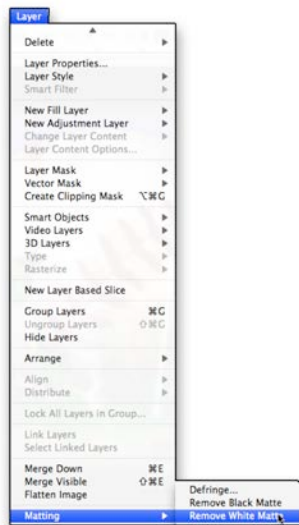 Layer
Delete
Layer Properties...
Layer Style
Smart Filter
New Fill Layer
New Adjustment Layer
Change Layer Content
Layer Content Options...
Layer Mask
Vector Mask
Create Clipping Mask ⌥⌘G
Smart Objects
Video Layers
3D Layers
Type
Rasterize
New Layer Based Slice
Group Layers ⌘G
Ungroup Layers ⇧⌘G
Hide Layers
Arrange
Align
Distribute
Lock All Layers in Group...
Link Layers
Select Linked Layers
Merge Down ⌘E
Merge Visible ⇧⌘E
Flatten Image
Matting
Defringe...
Remove Black Matte
Remove White Matte